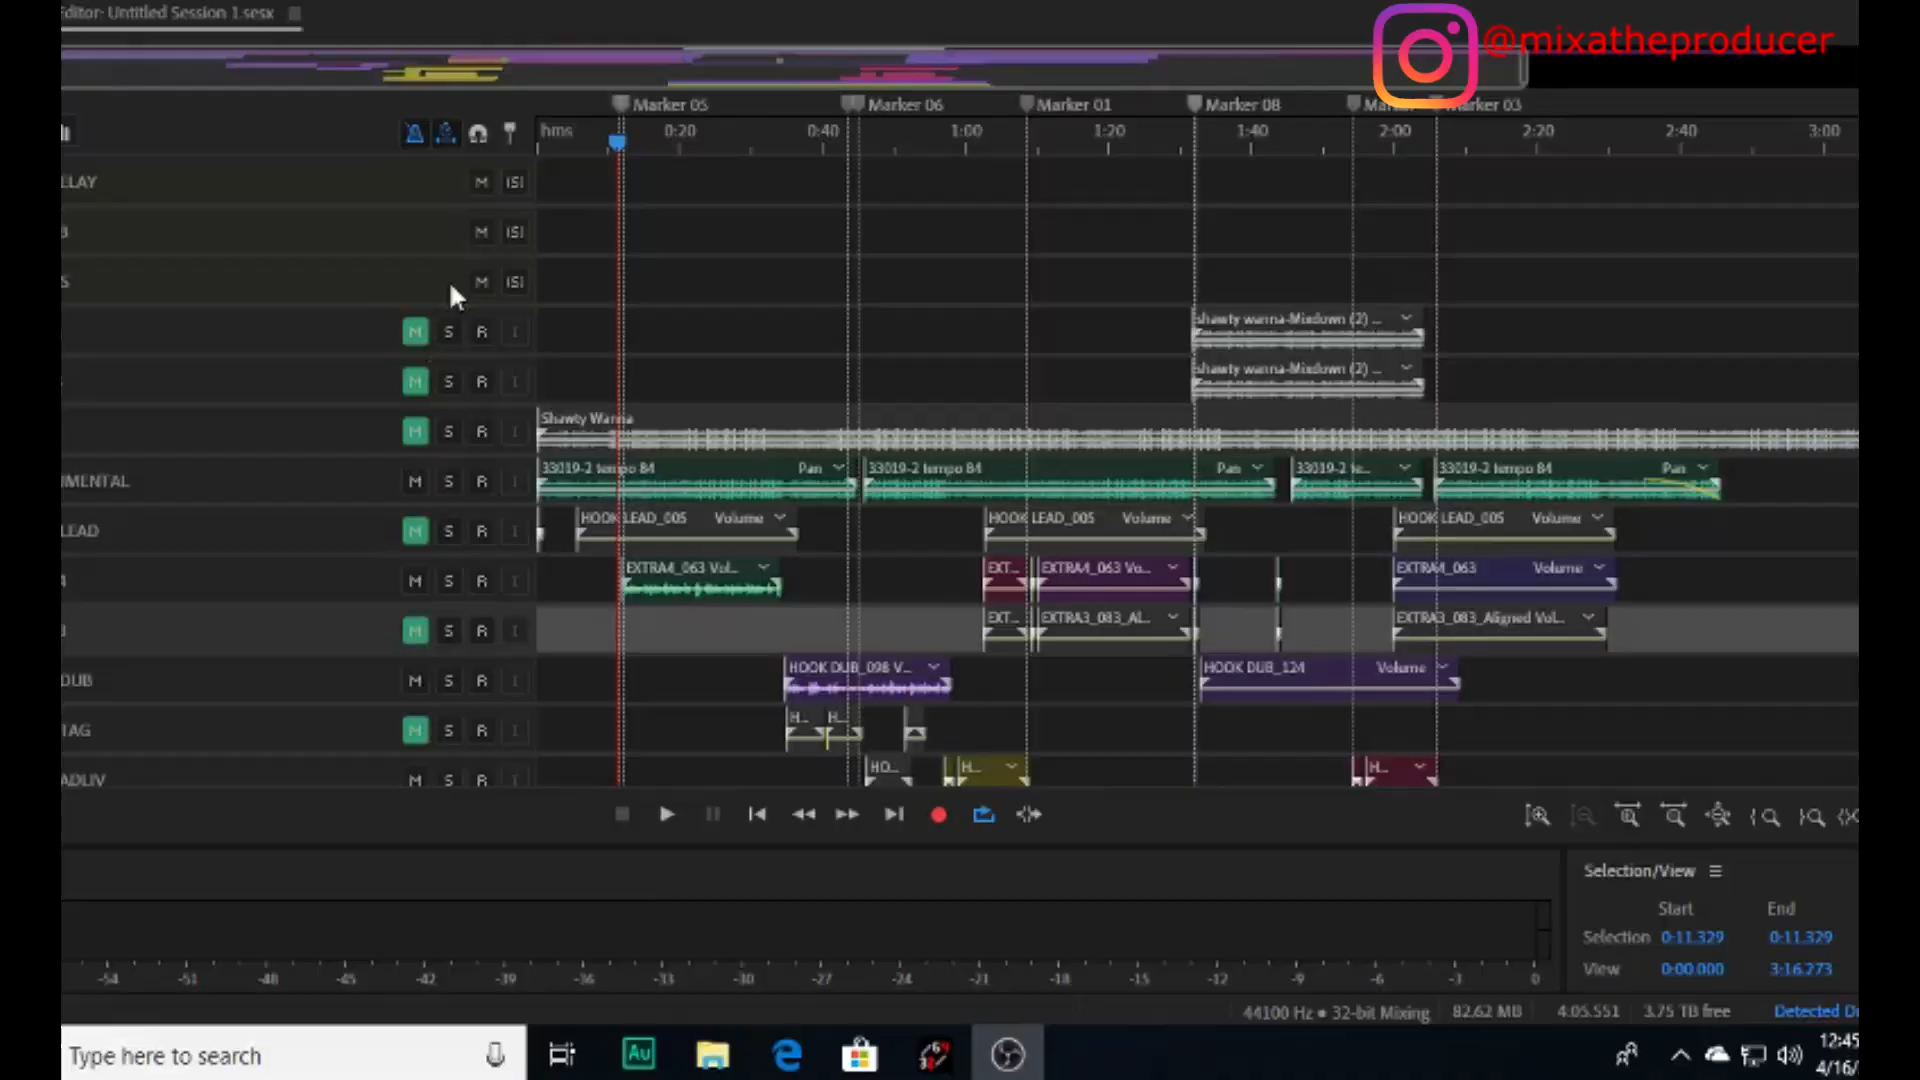 Editor: Untitled Session 1.sesx
@mixatheproducer
Marker 05
Marker 06
Marker 01
Marker 08
Marker 03
hms
0:20
0:40
1:00
1:20
1:40
2:00
2:20
2:40
3:00
M
M
M
M S R I
shawty wanna-Mixdown (2) ...
M S R I
shawty wanna-Mixdown (2) ...
M S R I
Shawty Wanna
M S R I
33019-2 tempo 84 Pan
33019-2 tempo 84 Pan
33019-2 te...
33019-2 tempo 84 Pan
LEAD
M S R I
HOOK LEAD_005 Volume
HOOK LEAD_005 Volume
HOOK LEAD_005 Volume
4
M S R I
EXTRA4_063 Vol...
EXT...
EXTRA4_063 Vo...
EXTRA4_063 Volume
3
M S R I
EXT...
EXTRA3_083_AL...
EXTRA3_083_Aligned Vol...
DUB
M S R I
HOOK DUB_098 V...
HOOK DUB_124 Volume
TAG
M S R I
H...
H...
ADLIV
M S R I
HO...
H...
H...
Selection/View
Start
End
Selection 0:11.329 0:11.329
View 0:00.000 3:16.273
-54 -51 -48 -45 -42 -39 -36 -33 -30 -27 -24 -21 -18 -15 -12 -9 -6 -3 0
44100 Hz • 32-bit Mixing
82.62 MB
4:05.551
3.75 TB free
Type here to search
Au
12:45
4/16/